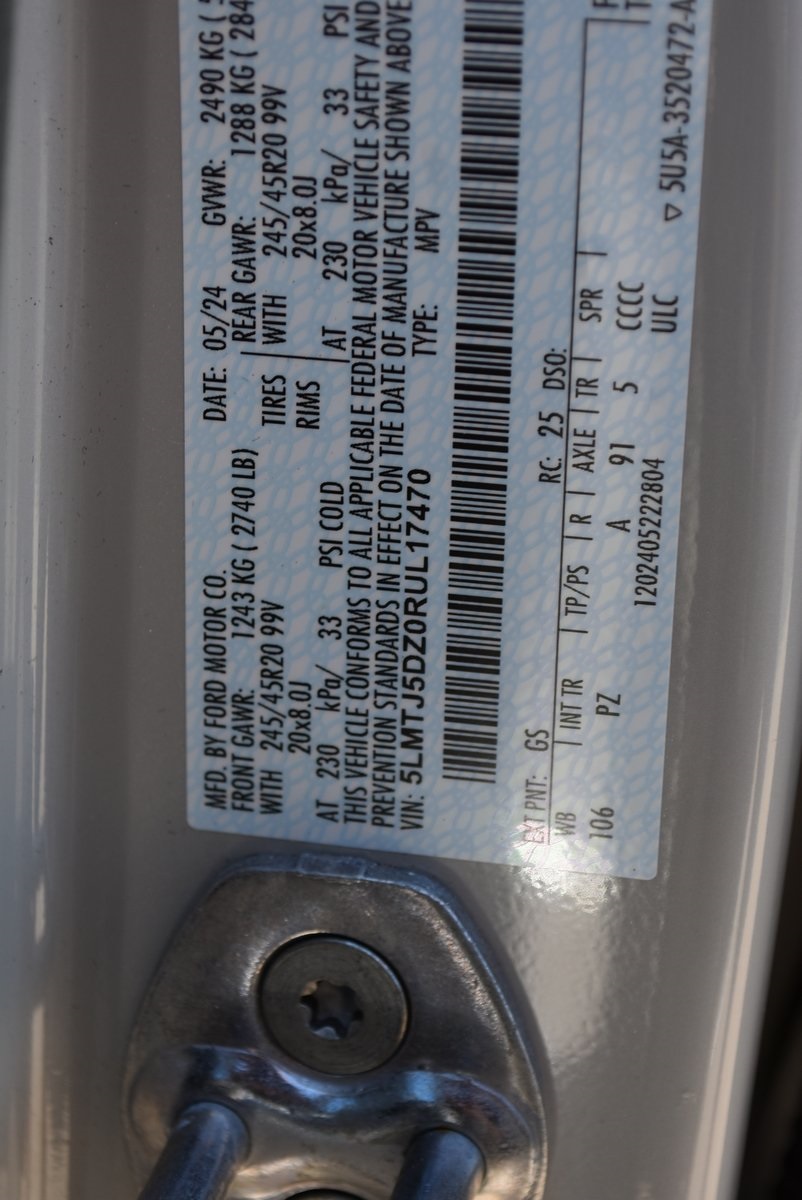 MFD. BY FORD MOTOR CO. DATE: 05/24 GVWR: 2490 KG (
FRONT GAWR: 1243 KG ( 2740 LB) REAR GAWR: 1288 KG ( 284
WITH 245/45R20 99V TIRES WITH 245/45R20 99V
20x8.0J RIMS 20x8.0J
AT 230 kPa/ 33 PSI COLD AT 230 kPa/ 33 PSI
THIS VEHICLE CONFORMS TO ALL APPLICABLE FEDERAL MOTOR VEHICLE SAFETY AND
PREVENTION STANDARDS IN EFFECT ON THE DATE OF MANUFACTURE SHOWN ABOVE
VIN: 5LMTJ5DZ0RUL17470 TYPE: MPV
EXT PNT: GS RC: 25 DSO:
WB INT TR TP/PS R AXLE TR SPR
106 PZ A 91 5 CCCC
1202405222804 ULC ▽ 5U5A-3520472-A